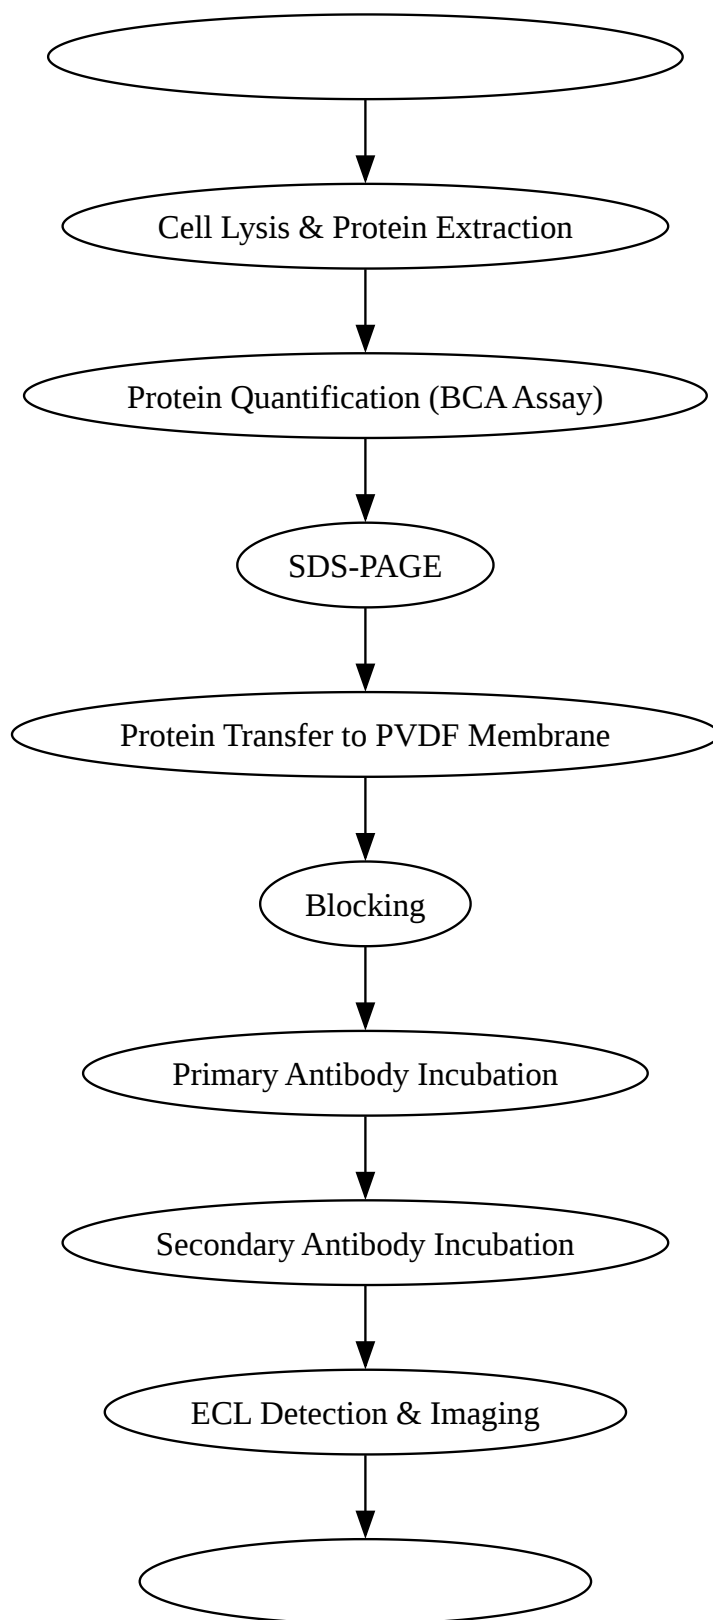 Cell Lysis & Protein Extraction
Protein Quantification (BCA Assay)
SDS-PAGE
Protein Transfer to PVDF Membrane
Blocking
Primary Antibody Incubation
Secondary Antibody Incubation
ECL Detection & Imaging